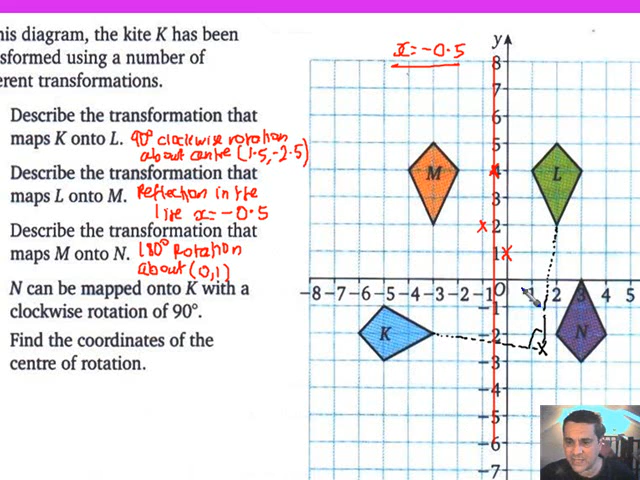 his diagram, the kite K has been
sformed using a number of
erent transformations.
Describe the transformation that
maps K onto L. 90° clockwise rotation
about centre (1.5,-2.5)
Describe the transformation that
maps L onto M. Reflection in the
line x=-0.5
Describe the transformation that
maps M onto N. 180° Rotation
about (0,1)
N can be mapped onto K with a
clockwise rotation of 90°.
Find the coordinates of the
centre of rotation.
x=-0.5
y
8
7
6
5
4
3
2
1
M
L
-8 -7 -6 -5 -4 -3 -2 -1 O 2 3 4 5
-2
-3
-4
-5
-6
-7
K
N